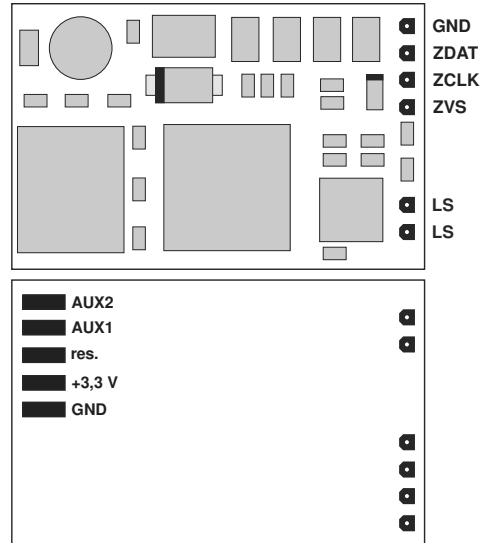 GND
ZDAT
ZCLK
ZVS
LS
LS
AUX2
AUX1
res.
+3,3 V
GND